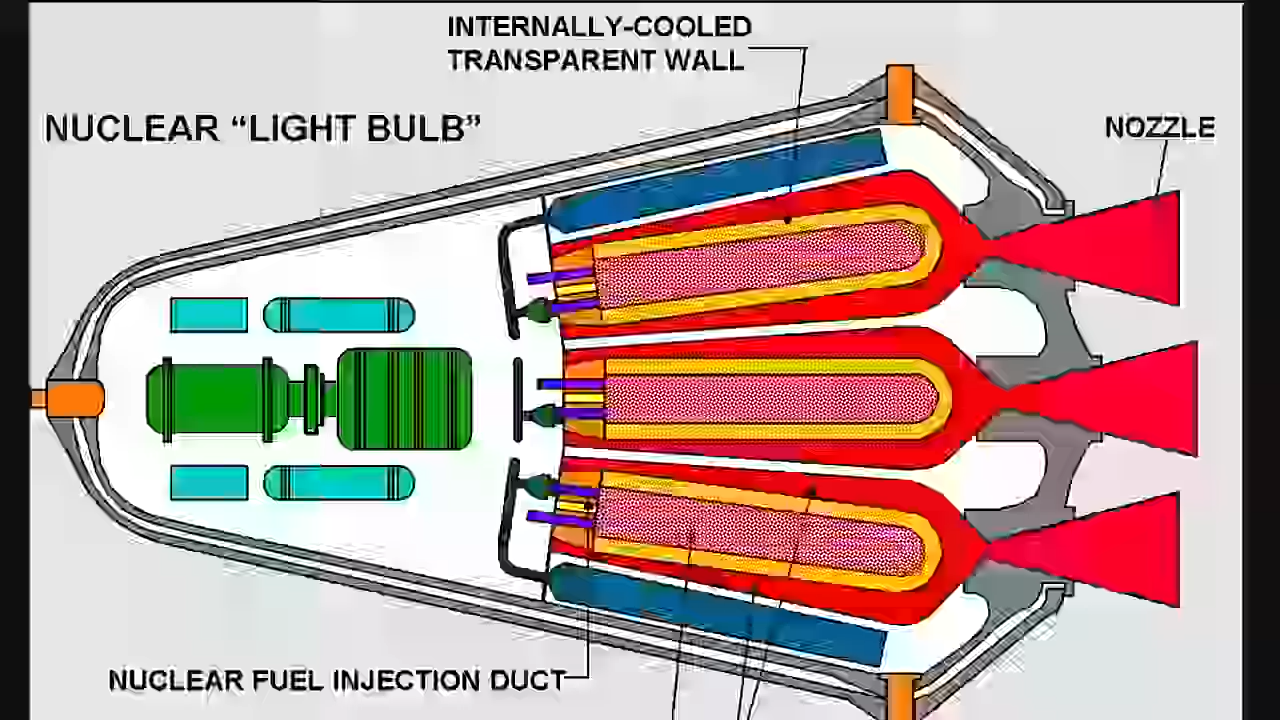 INTERNALLY-COOLED
TRANSPARENT WALL
NUCLEAR “LIGHT BULB”
NOZZLE
NUCLEAR FUEL INJECTION DUCT